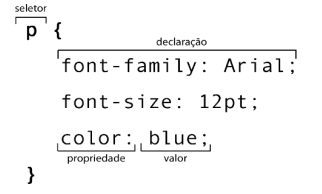 seletor
p {
declaração
font-family: Arial;
font-size: 12pt;
color: blue;
propriedade valor
}